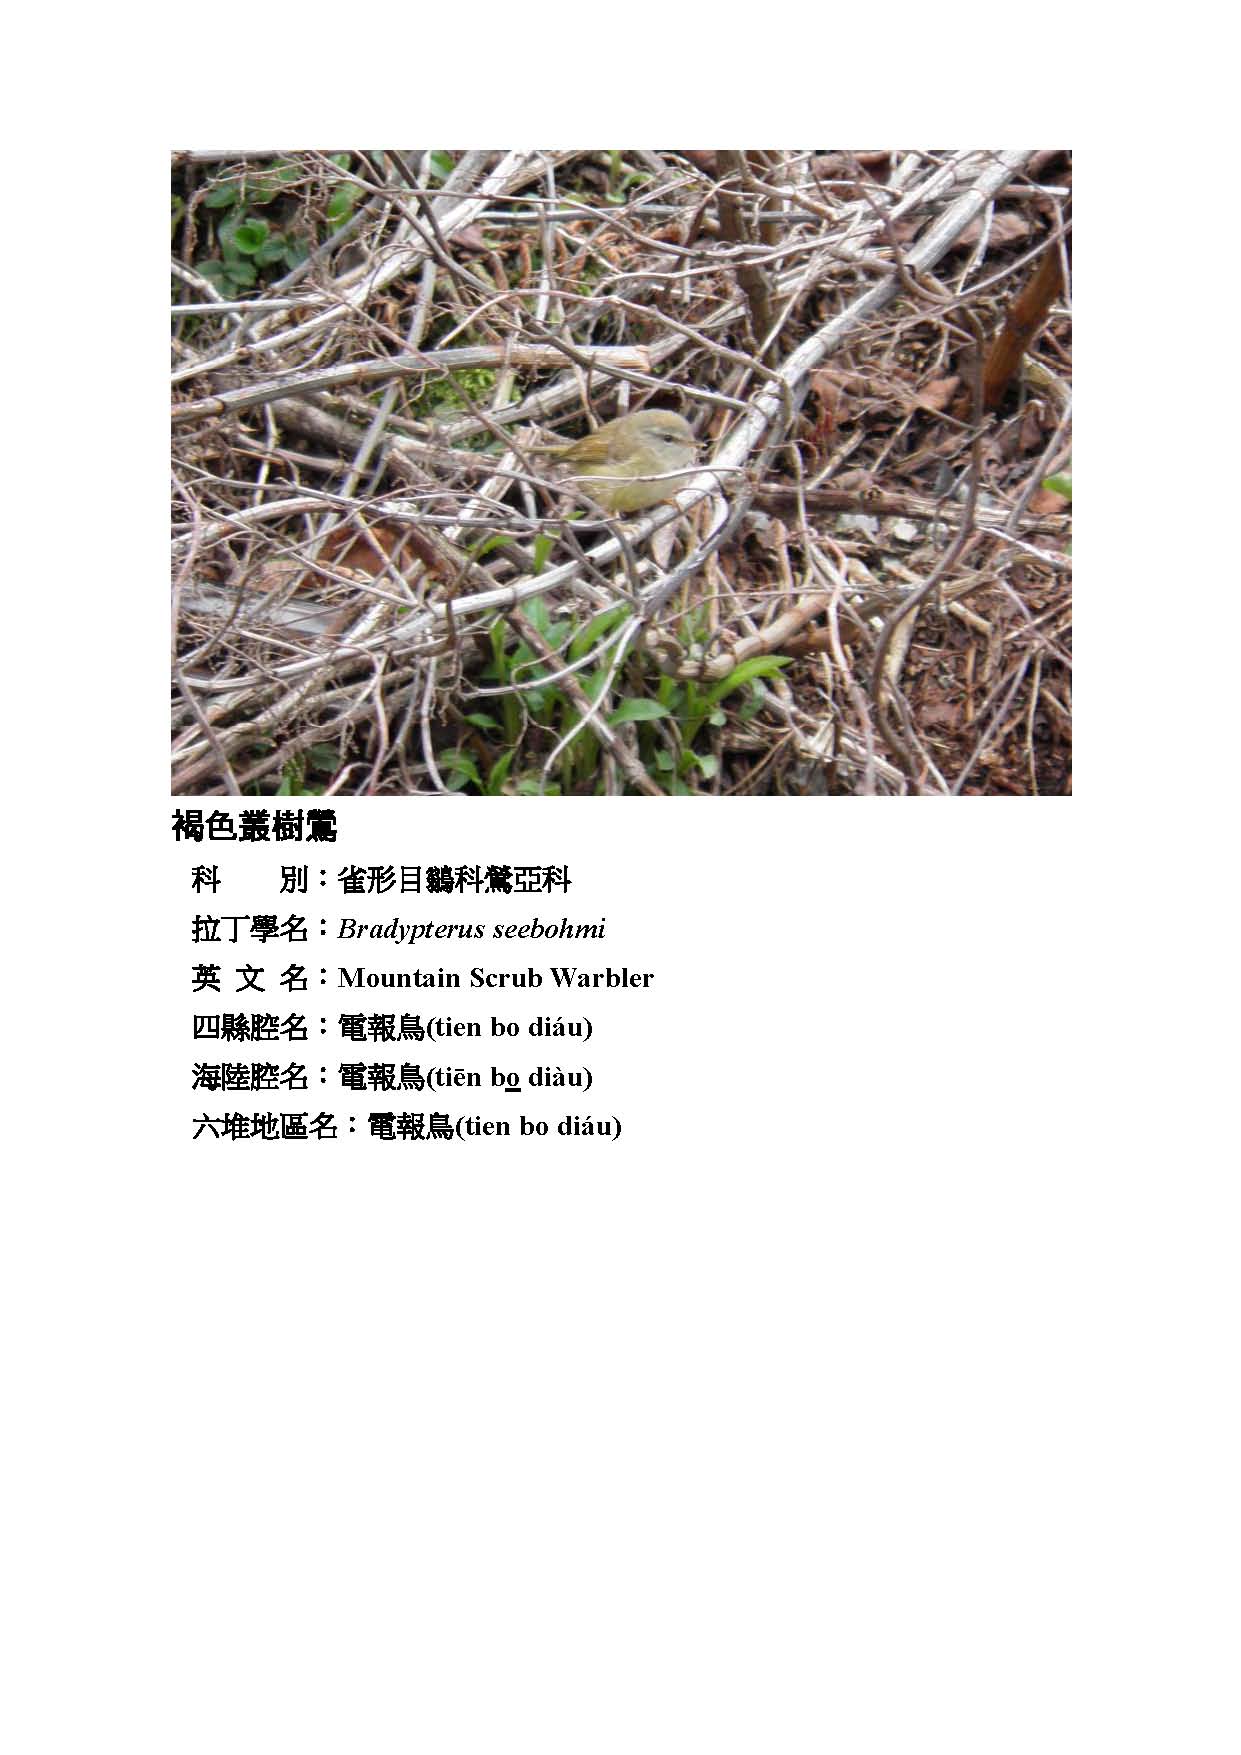 褐色叢樹鶯
科　　別：雀形目鶲科鶯亞科
拉丁學名：Bradypterus seebohmi
英 文 名：Mountain Scrub Warbler
四縣腔名：電報鳥(tien bo diáu)
海陸腔名：電報鳥(tiēn bo diàu)
六堆地區名：電報鳥(tien bo diáu)